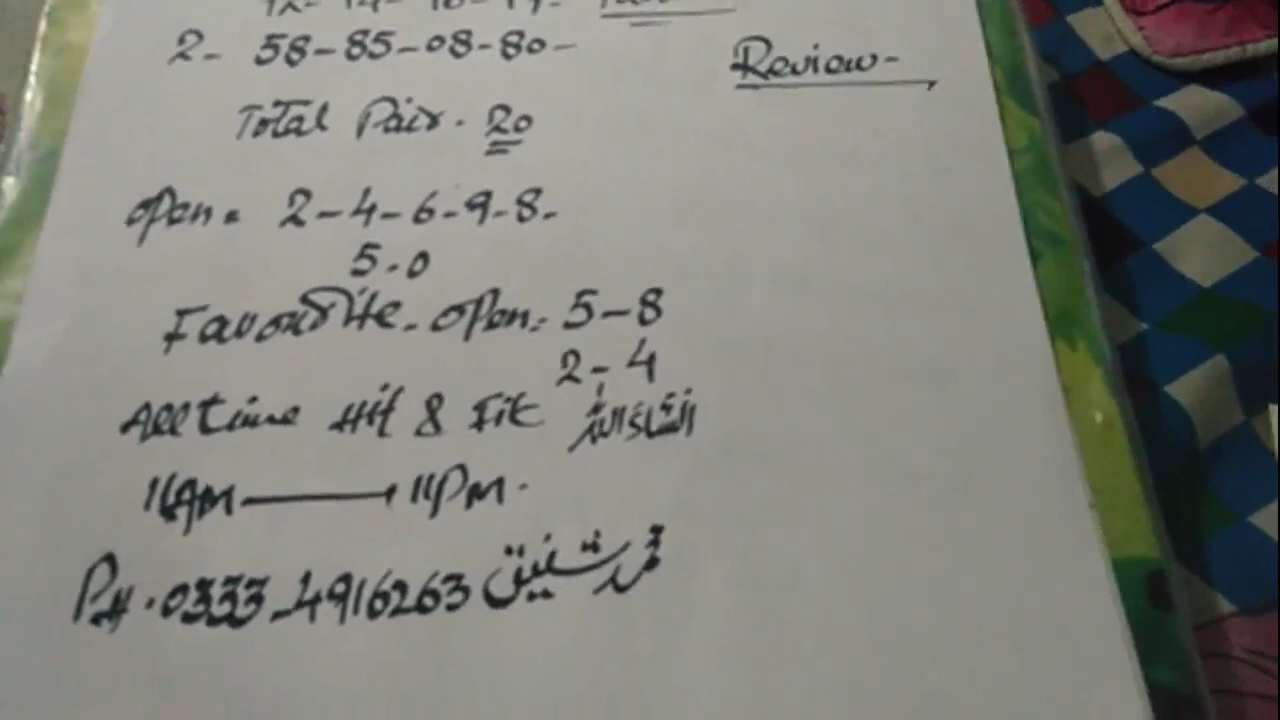 2- 58-85-08-80-
Review-
Total Pair. 20
open= 2-4-6-9-8-
5-0
Favourite. open= 5-8
2-4
All time Hit & Fit انشاءاللہ
11AM — 11PM.
PH. 0333-4916263 محمد شفیق